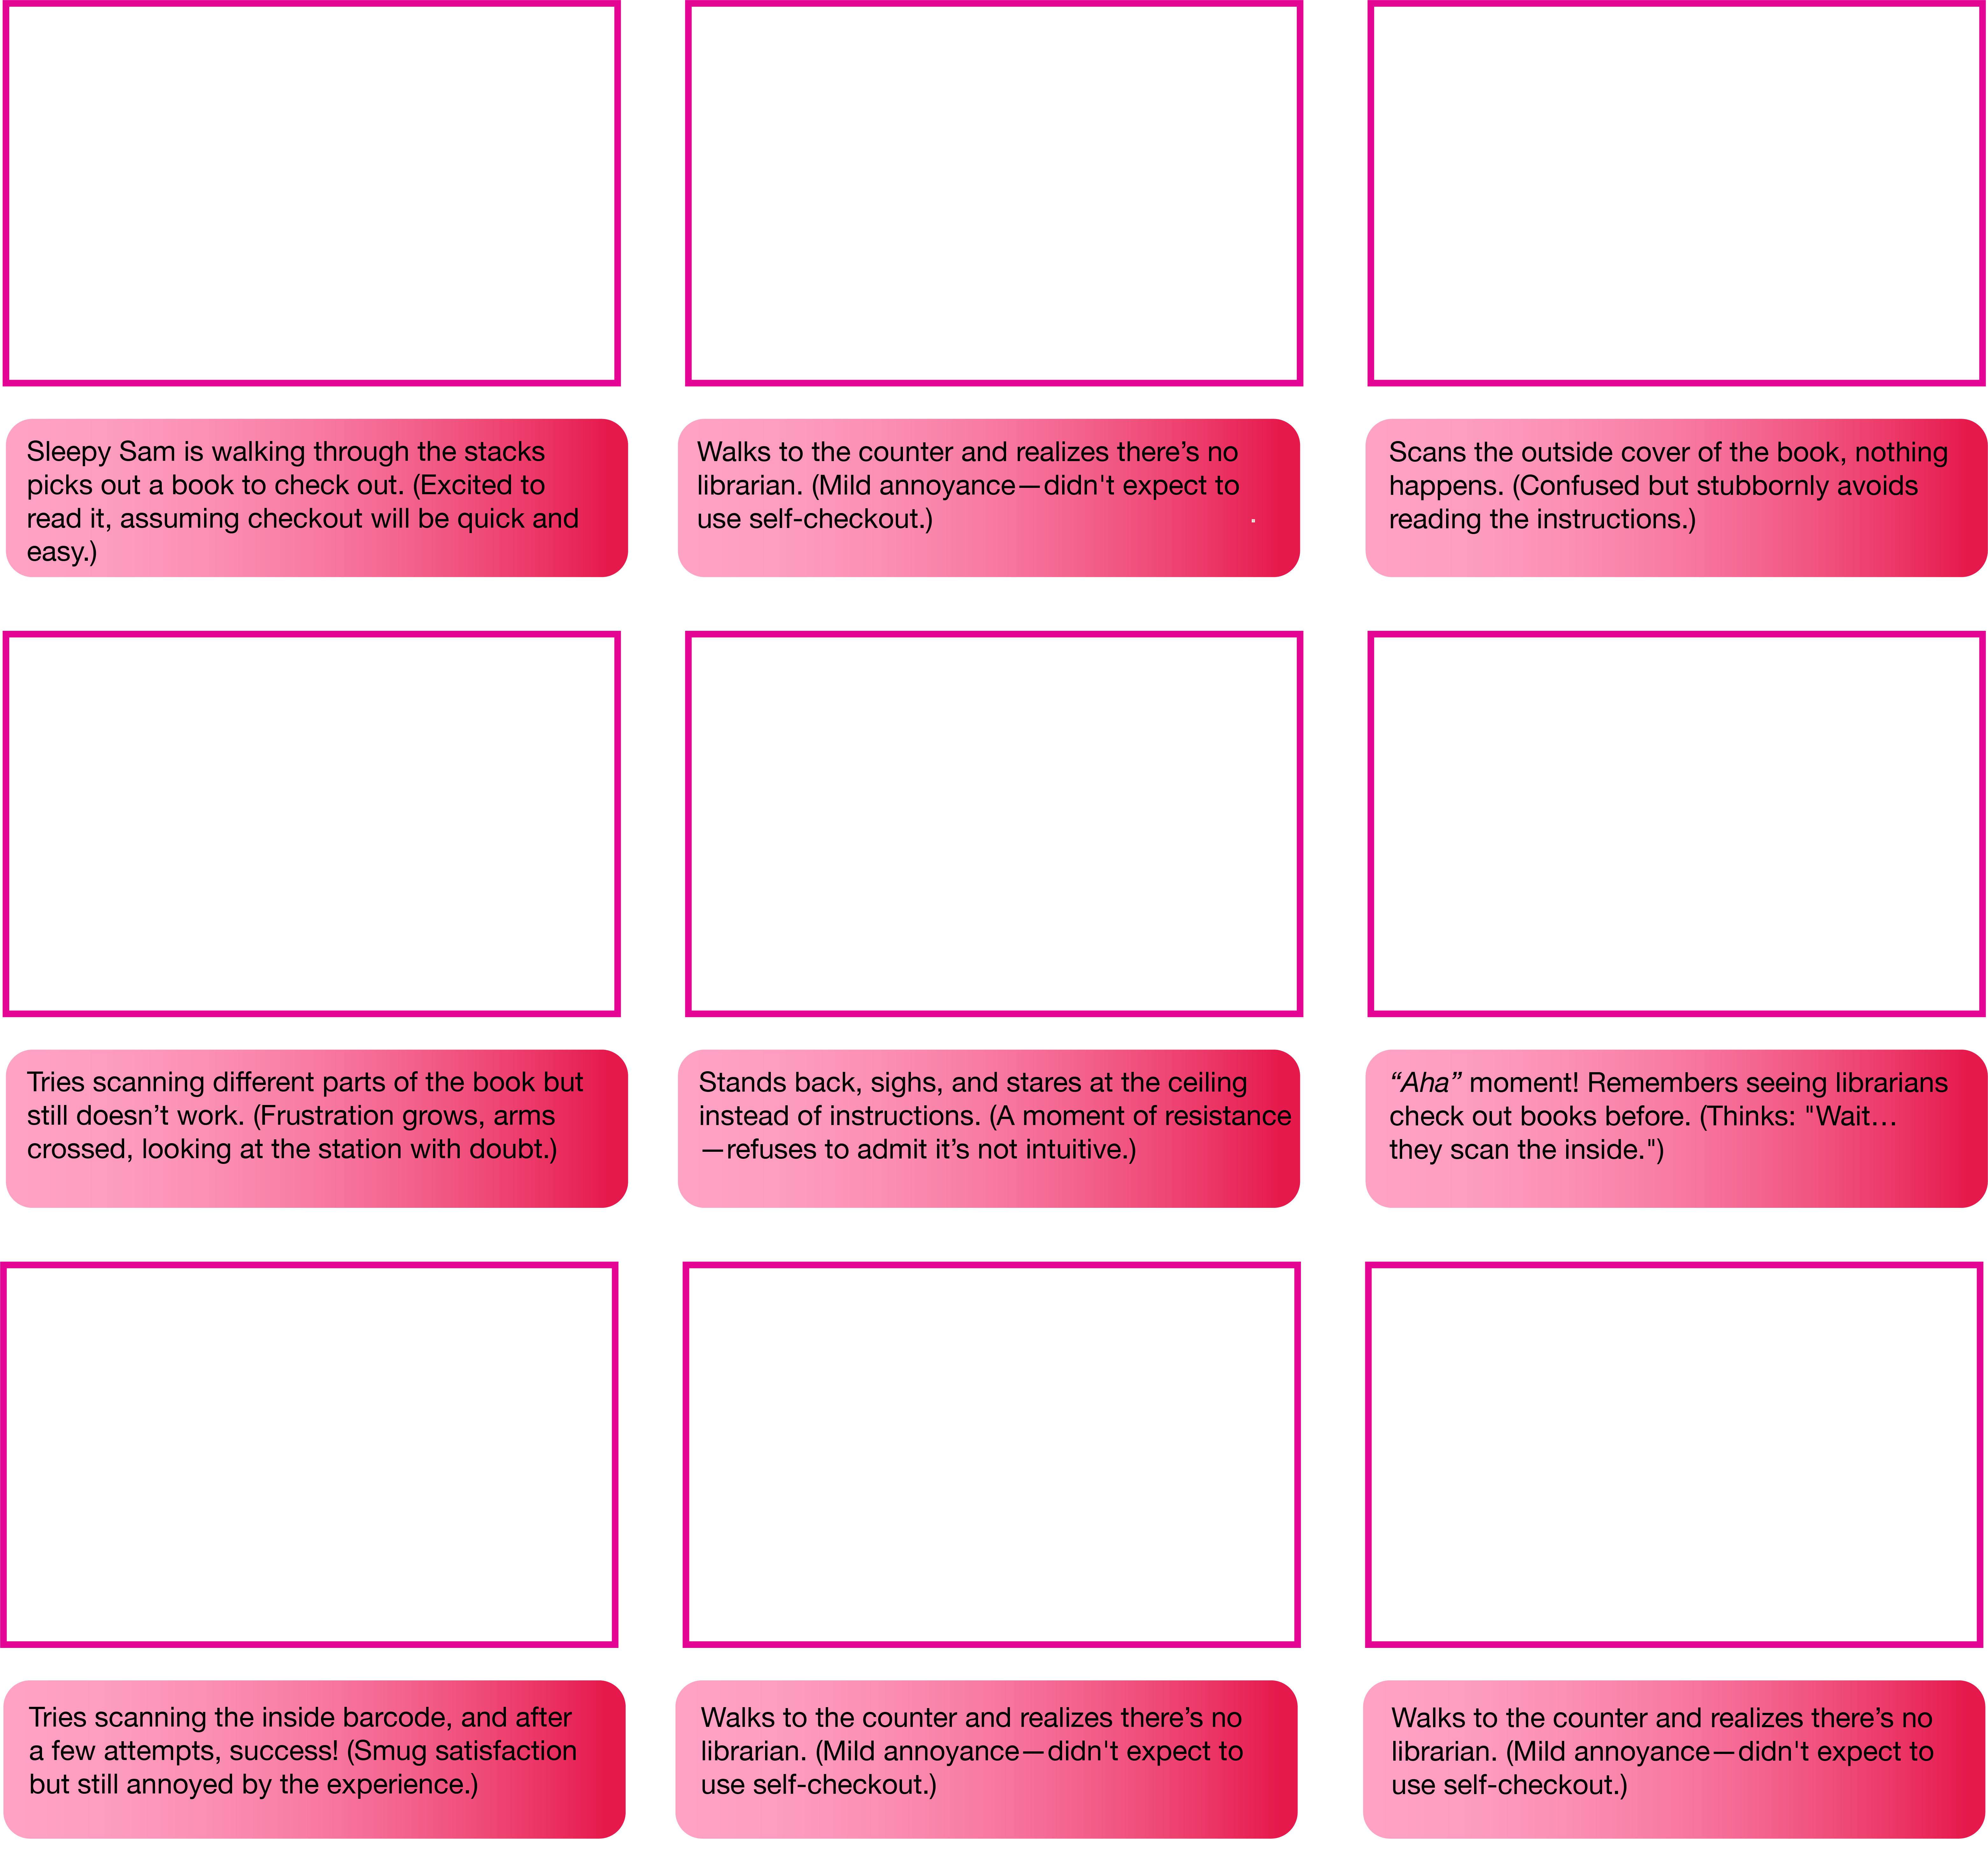 Sleepy Sam is walking through the stacks
picks out a book to check out. (Excited to
read it, assuming checkout will be quick and
easy.)
Walks to the counter and realizes there’s no
librarian. (Mild annoyance—didn't expect to
use self-checkout.)
Scans the outside cover of the book, nothing
happens. (Confused but stubbornly avoids
reading the instructions.)
Tries scanning different parts of the book but
still doesn’t work. (Frustration grows, arms
crossed, looking at the station with doubt.)
Stands back, sighs, and stares at the ceiling
instead of instructions. (A moment of resistance
—refuses to admit it’s not intuitive.)
“Aha” moment! Remembers seeing librarians
check out books before. (Thinks: "Wait…
they scan the inside.")
Tries scanning the inside barcode, and after
a few attempts, success! (Smug satisfaction
but still annoyed by the experience.)
Walks to the counter and realizes there’s no
librarian. (Mild annoyance—didn't expect to
use self-checkout.)
Walks to the counter and realizes there’s no
librarian. (Mild annoyance—didn't expect to
use self-checkout.)